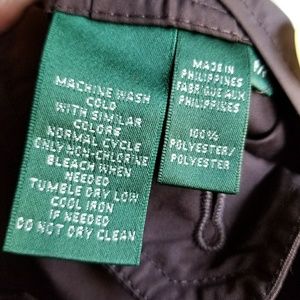 MACHINE WASH
COLD
WITH SIMILAR
COLORS
NORMAL CYCLE
ONLY NON-CHLORINE
BLEACH WHEN
NEEDED
TUMBLE DRY LOW
COOL IRON
IF NEEDED
DO NOT DRY CLEAN
MADE IN
PHILIPPINES
FABRIQUE AUX
PHILIPPINES
100%
POLYESTER/
POLYESTER